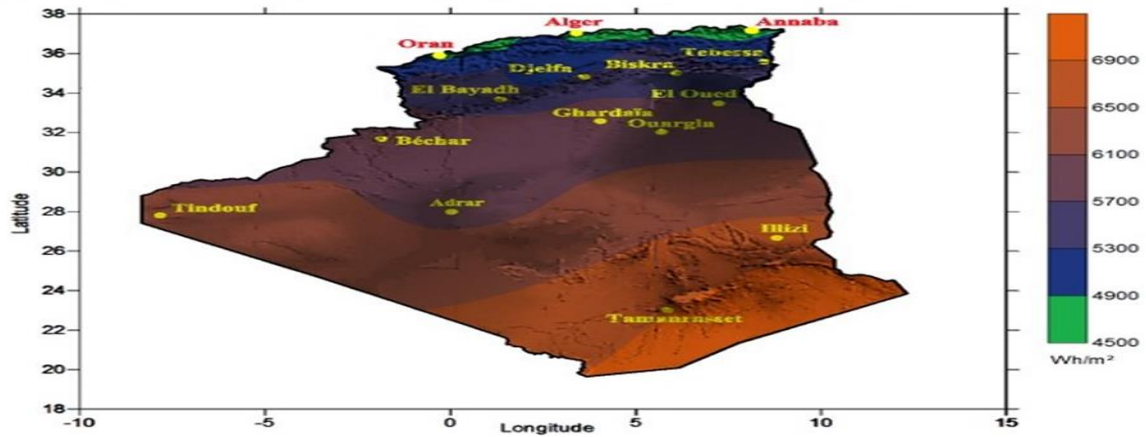 38
36
34
32
30
28
26
24
22
20
18
Latitude
-10
-5
0
5
10
15
Longitude
Oran
Alger
Annaba
Tebessa
Djelfa
Biskra
El Bayadh
El Oued
Ghardaïa
Ouargla
Béchar
Tindouf
Adrar
Illizi
Tamanrasset
6900
6500
6100
5700
5300
4900
4500
Wh/m²